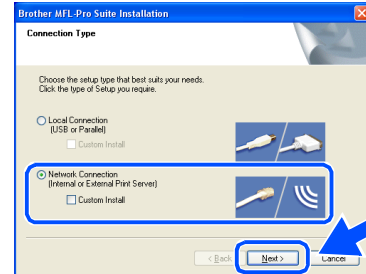 Brother MFL-Pro Suite Installation
Connection Type
Choose the setup type that best suits your needs.
Click the type of Setup you require.
Local Connection
(USB or Parallel)
Custom Install
Network Connection
(Internal or External Print Server)
Custom Install
< Back
Next >
Cancel